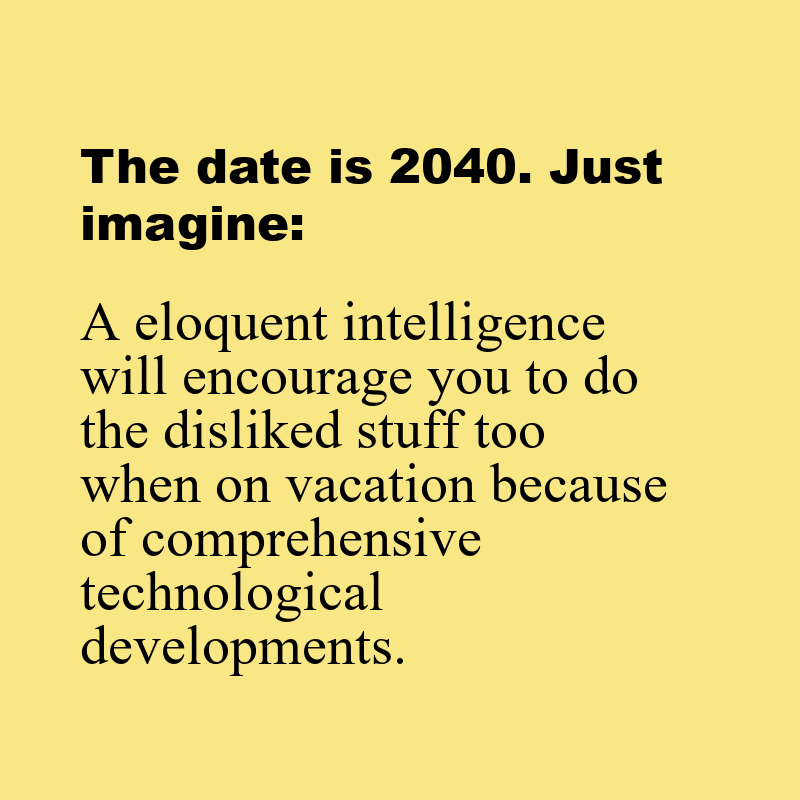 The date is 2040. Just
imagine:
A eloquent intelligence
will encourage you to do
the disliked stuff too
when on vacation because
of comprehensive
technological
developments.